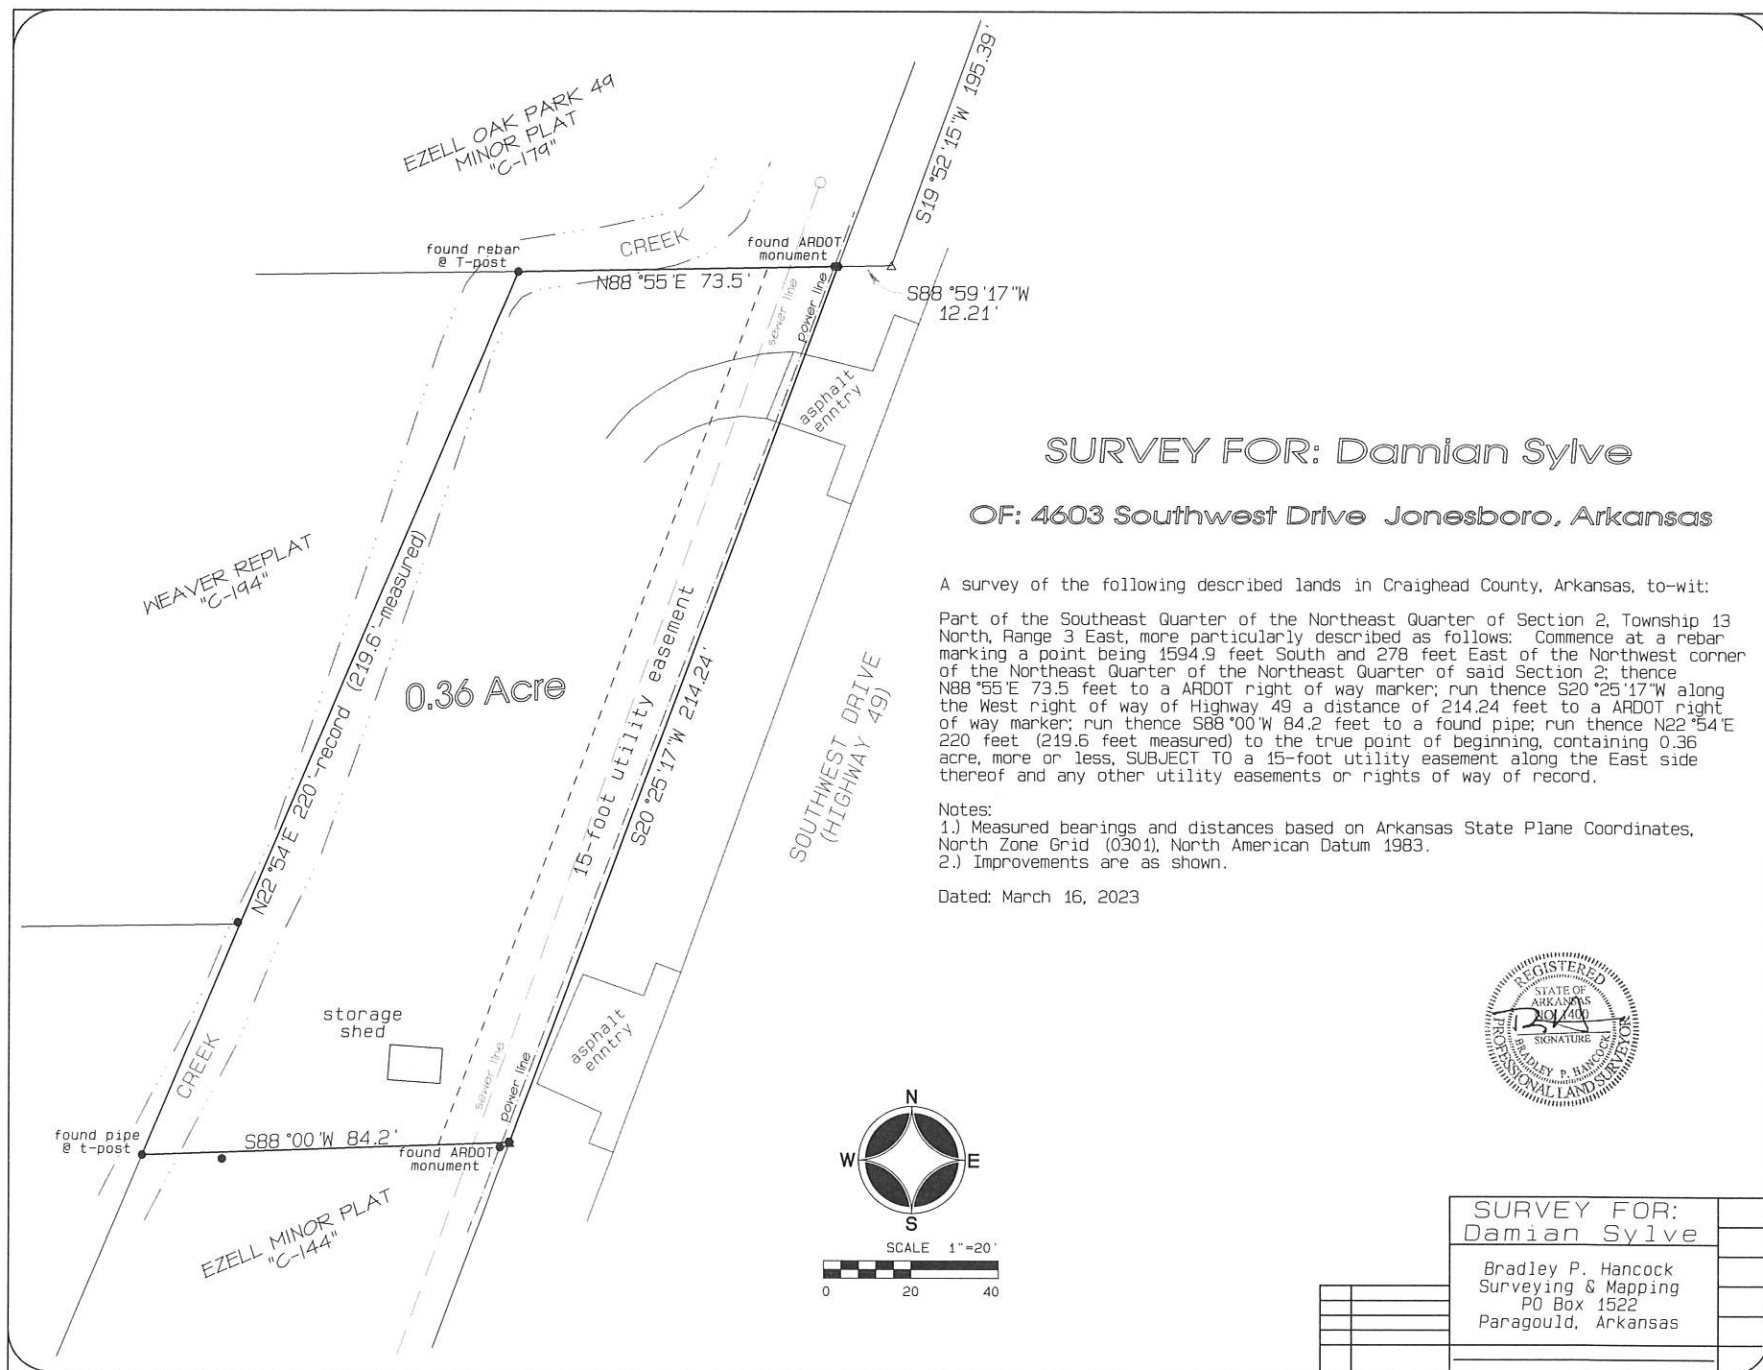 EZELL OAK PARK 49
MINOR PLAT
"C-179"
S19°52'15"W 195.39'
found rebar
@ T-post
CREEK
found ARDOT
monument
N88°55'E 73.5'
S88°59'17"W
12.21'
sewer line
power line
asphalt
enntry
WEAVER REPLAT
"C-194"
N22°54'E 220'-record (219.6'-measured)
0.36 Acre
15-foot utility easement
S20°25'17"W 214.24'
SOUTHWEST DRIVE
(HIGHWAY 49)
storage
shed
asphalt
enntry
CREEK
sewer line
power line
found pipe
@ t-post
S88°00'W 84.2'
found ARDOT
monument
EZELL MINOR PLAT
"C-144"
SURVEY FOR: Damian Sylve
OF: 4603 Southwest Drive Jonesboro, Arkansas
A survey of the following described lands in Craighead County, Arkansas, to-wit:
Part of the Southeast Quarter of the Northeast Quarter of Section 2, Township 13
North, Range 3 East, more particularly described as follows: Commence at a rebar
marking a point being 1594.9 feet South and 278 feet East of the Northwest corner
of the Northeast Quarter of the Northeast Quarter of said Section 2; thence
N88°55'E 73.5 feet to a ARDOT right of way marker; run thence S20°25'17"W along
the West right of way of Highway 49 a distance of 214.24 feet to a ARDOT right
of way marker; run thence S88°00'W 84.2 feet to a found pipe; run thence N22°54'E
220 feet (219.6 feet measured) to the true point of beginning, containing 0.36
acre, more or less, SUBJECT TO a 15-foot utility easement along the East side
thereof and any other utility easements or rights of way of record.
Notes:
1.) Measured bearings and distances based on Arkansas State Plane Coordinates,
North Zone Grid (0301), North American Datum 1983.
2.) Improvements are as shown.
Dated: March 16, 2023
REGISTERED
PROFESSIONAL LAND SURVEYOR
STATE OF
ARKANSAS
NO. 1400
SIGNATURE
BRADLEY P. HANCOCK
N
W
E
S
SCALE 1"=20'
0 20 40
SURVEY FOR:
Damian Sylve
Bradley P. Hancock
Surveying & Mapping
PO Box 1522
Paragould, Arkansas